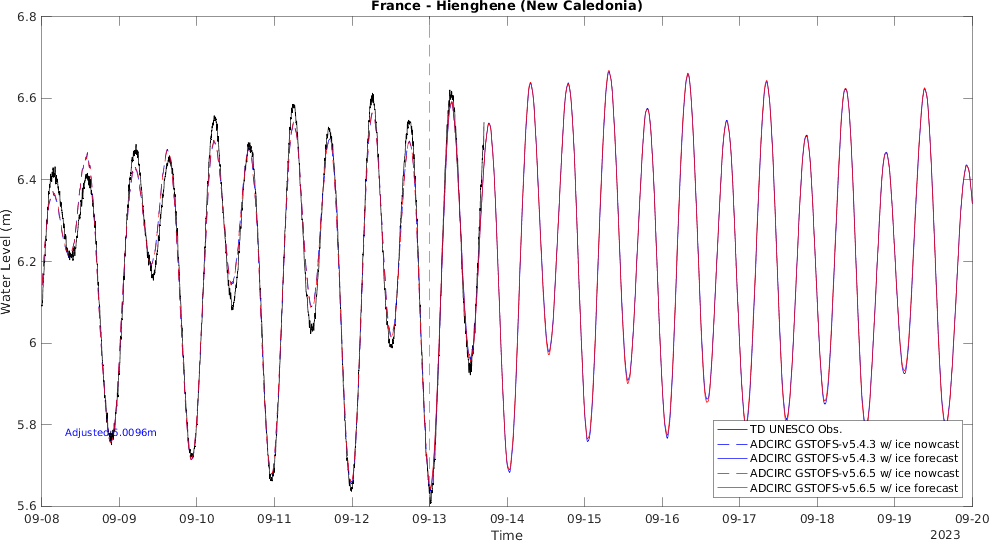 France - Hienghene (New Caledonia)
6.8
6.6
6.4
6.2
6
5.8
5.6
Water Level (m)
Adjusted 5.0096m
TD UNESCO Obs.
ADCIRC GSTOFS-v5.4.3 w/ ice nowcast
ADCIRC GSTOFS-v5.4.3 w/ ice forecast
ADCIRC GSTOFS-v5.6.5 w/ ice nowcast
ADCIRC GSTOFS-v5.6.5 w/ ice forecast
09-08 09-09 09-10 09-11 09-12 09-13 09-14 09-15 09-16 09-17 09-18 09-19 09-20
Time
2023